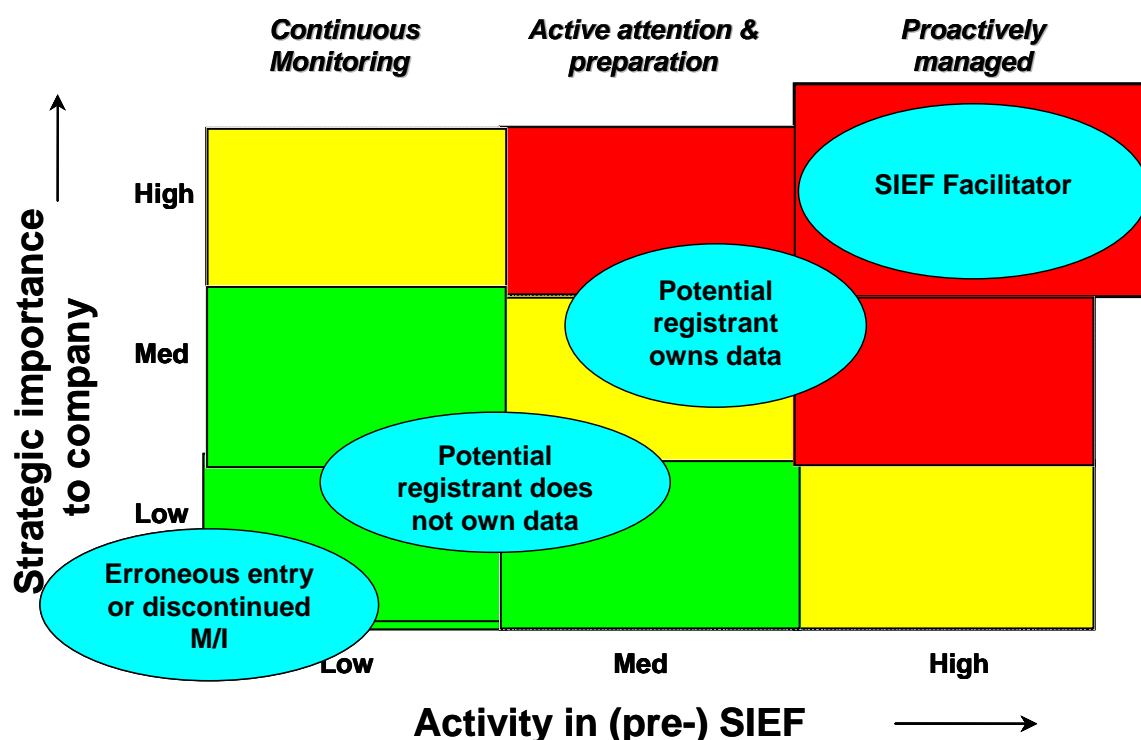 Continuous
Monitoring
Active attention &
preparation
Proactively
managed
Strategic importance
to company
High
Med
Low
SIEF Facilitator
Potential
registrant
owns data
Potential
registrant does
not own data
Erroneous entry
or discontinued
M/I
Low
Med
High
Activity in (pre-) SIEF